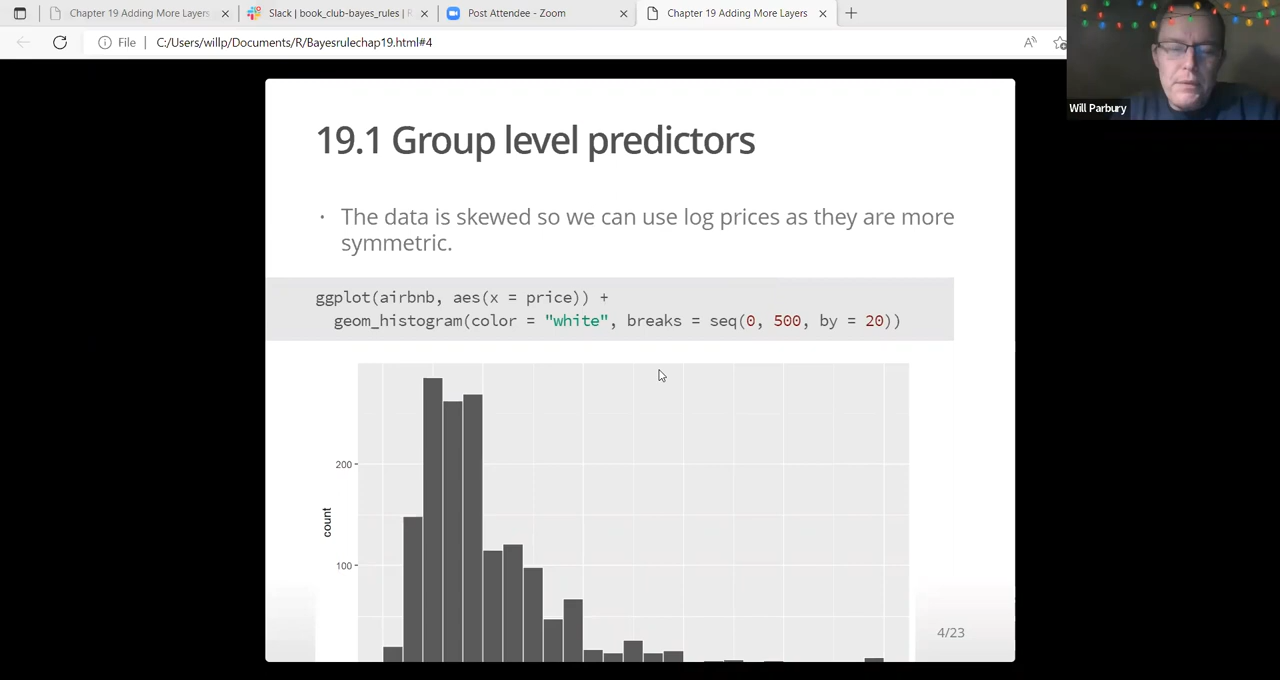 Chapter 19 Adding More Layers
Slack | book_club-bayes_rules | R
Post Attendee - Zoom
Chapter 19 Adding More Layers
File | C:/Users/willp/Documents/R/Bayesrulechap19.html#4
Will Parbury
19.1 Group level predictors
· The data is skewed so we can use log prices as they are more
symmetric.
ggplot(airbnb, aes(x = price)) +
geom_histogram(color = "white", breaks = seq(0, 500, by = 20))
200
count
100
4/23